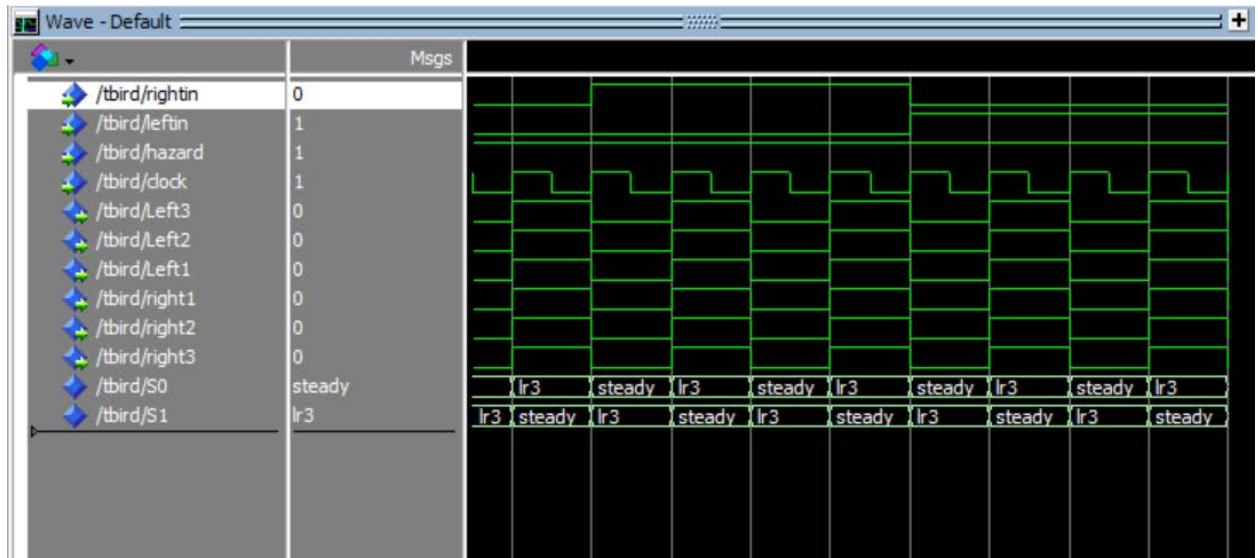 Wave - Default
Msgs
/tbird/rightin 0
/tbird/leftin 1
/tbird/hazard 1
/tbird/clock 1
/tbird/Left3 0
/tbird/Left2 0
/tbird/Left1 0
/tbird/right1 0
/tbird/right2 0
/tbird/right3 0
/tbird/S0 steady lr3 steady lr3 steady lr3 steady lr3 steady lr3
/tbird/S1 lr3 lr3 steady lr3 steady lr3 steady lr3 steady lr3 steady